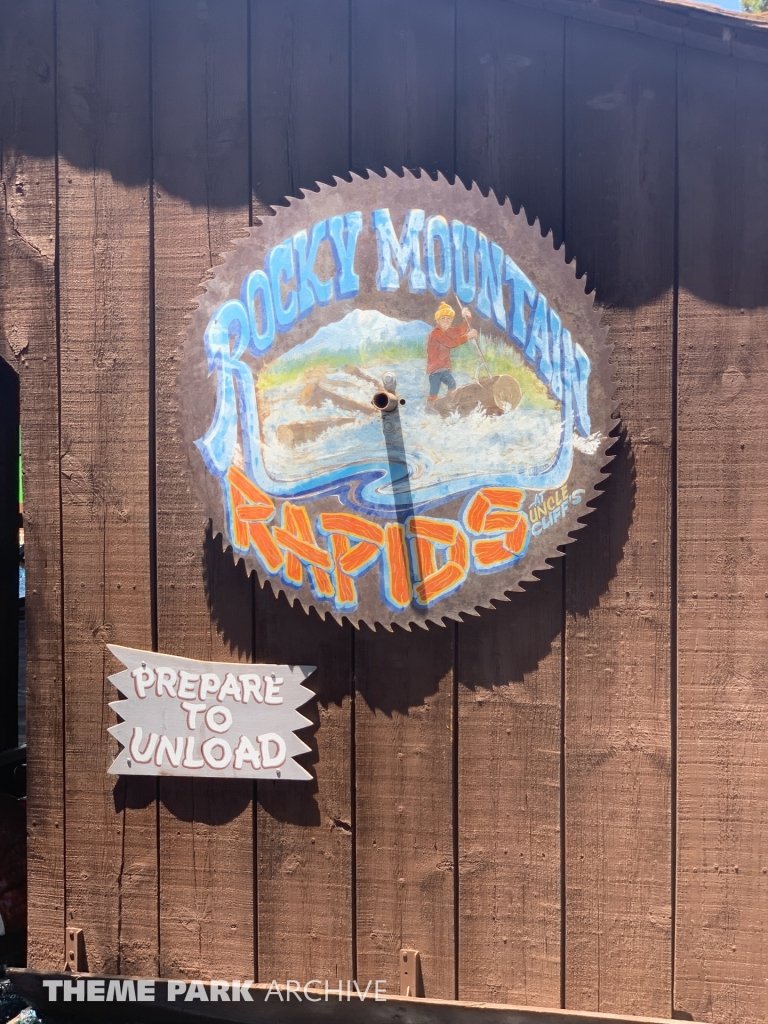 ROCKY MOUNTAIN
RAPIDS
AT
UNCLE
CLIFF'S
PREPARE
TO
UNLOAD
THEME PARK ARCHIVE